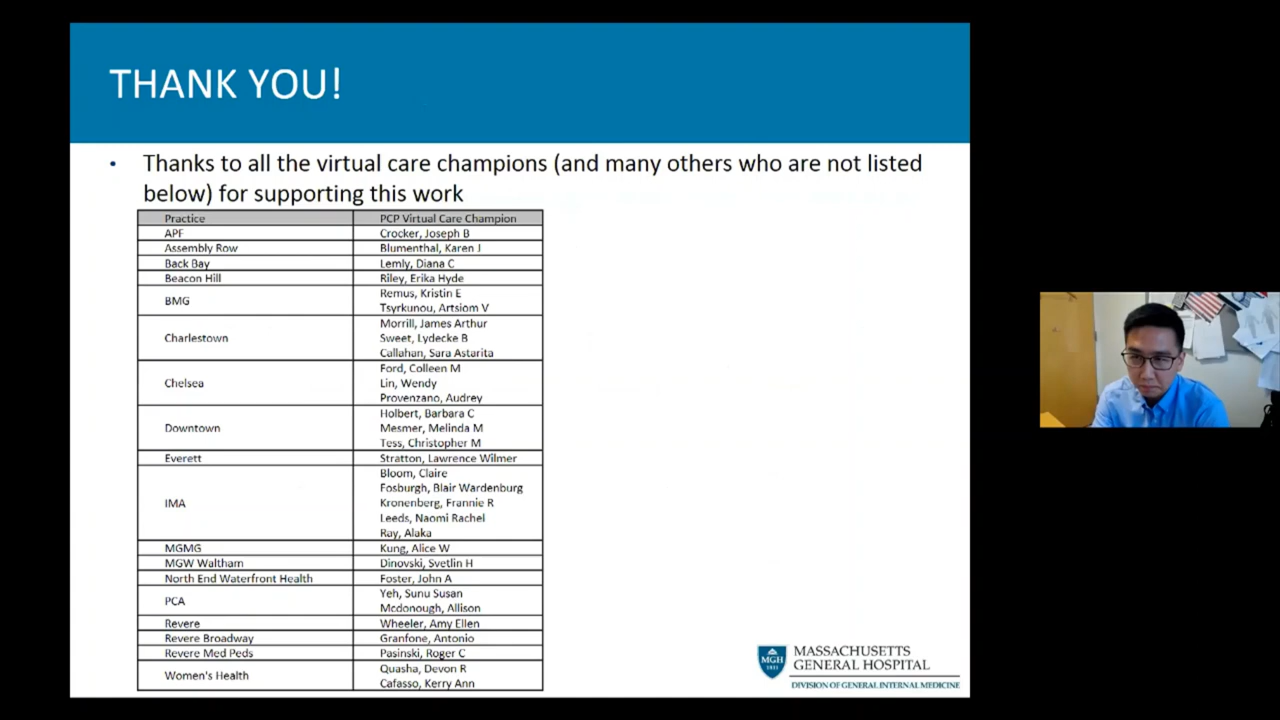 THANK YOU!
• Thanks to all the virtual care champions (and many others who are not listed
below) for supporting this work
Practice PCP Virtual Care Champion
APF Crocker, Joseph B
Assembly Row Blumenthal, Karen J
Back Bay Lemly, Diana C
Beacon Hill Riley, Erika Hyde
BMG Remus, Kristin E
Tsyrkunou, Artsiom V
Charlestown Morrill, James Arthur
Sweet, Lydecke B
Callahan, Sara Astarita
Chelsea Ford, Colleen M
Lin, Wendy
Provenzano, Audrey
Downtown Holbert, Barbara C
Mesmer, Melinda M
Tess, Christopher M
Everett Stratton, Lawrence Wilmer
IMA Bloom, Claire
Fosburgh, Blair Wardenburg
Kronenberg, Frannie R
Leeds, Naomi Rachel
Ray, Alaka
MGMG Kung, Alice W
MGW Waltham Dinovski, Svetlin H
North End Waterfront Health Foster, John A
PCA Yeh, Sunu Susan
Mcdonough, Allison
Revere Wheeler, Amy Ellen
Revere Broadway Granfone, Antonio
Revere Med Peds Pasinski, Roger C
Women's Health Quasha, Devon R
Cafasso, Kerry Ann
MGH
1811
MASSACHUSETTS
GENERAL HOSPITAL
DIVISION OF GENERAL INTERNAL MEDICINE